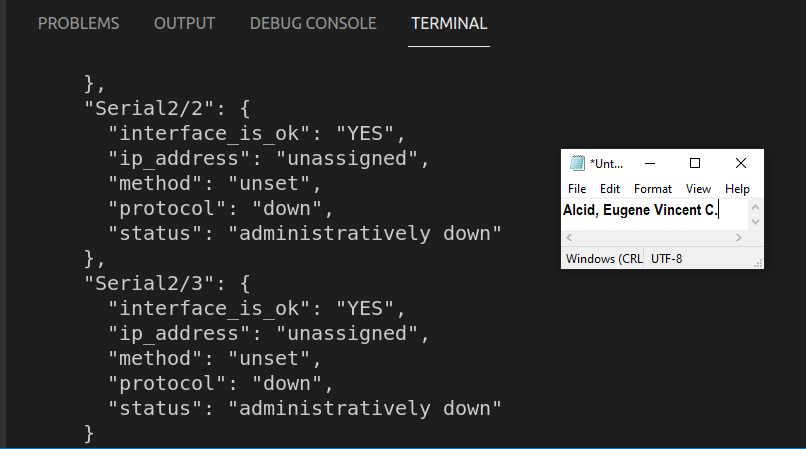 PROBLEMS OUTPUT DEBUG CONSOLE TERMINAL
},
"Serial2/2": {
"interface_is_ok": "YES",
"ip_address": "unassigned",
"method": "unset",
"protocol": "down",
"status": "administratively down"
},
"Serial2/3": {
"interface_is_ok": "YES",
"ip_address": "unassigned",
"method": "unset",
"protocol": "down",
"status": "administratively down"
}
*Unt...
File Edit Format View Help
Alcid, Eugene Vincent C.
Windows (CRL UTF-8